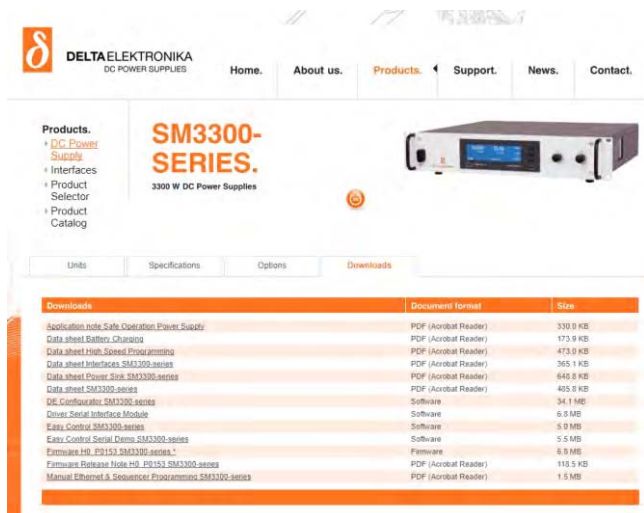 δ
DELTAELEKTRONIKA
DC POWER SUPPLIES
Home. About us. Products. Support. News. Contact.
Products.
DC Power
Supply
Interfaces
Product
Selector
Product
Catalog
SM3300-
SERIES.
3300 W DC Power Supplies
Units Specifications Options Downloads
Downloads Document format Size
Application note Safe Operation Power Supply PDF (Acrobat Reader) 330.0 KB
Data sheet Battery Charging PDF (Acrobat Reader) 173.9 KB
Data sheet High Speed Programming PDF (Acrobat Reader) 473.0 KB
Data sheet Interfaces SM3300-series PDF (Acrobat Reader) 365.1 KB
Data sheet Power Sink SM3300-series PDF (Acrobat Reader) 640.8 KB
Data sheet SM3300-series PDF (Acrobat Reader) 485.8 KB
DE Configurator SM3300-series Software 34.1 MB
Driver Serial Interface Module Software 6.8 MB
Easy Control SM3300-series Software 5.0 MB
Easy Control Serial Demo SM3300-series Software 5.5 MB
Firmware H0_P0153 SM3300-series * Firmware 6.8 MB
Firmware Release Note H0_P0153 SM3300-series PDF (Acrobat Reader) 118.5 KB
Manual Ethernet & Sequencer Programming SM3300-series PDF (Acrobat Reader) 1.5 MB